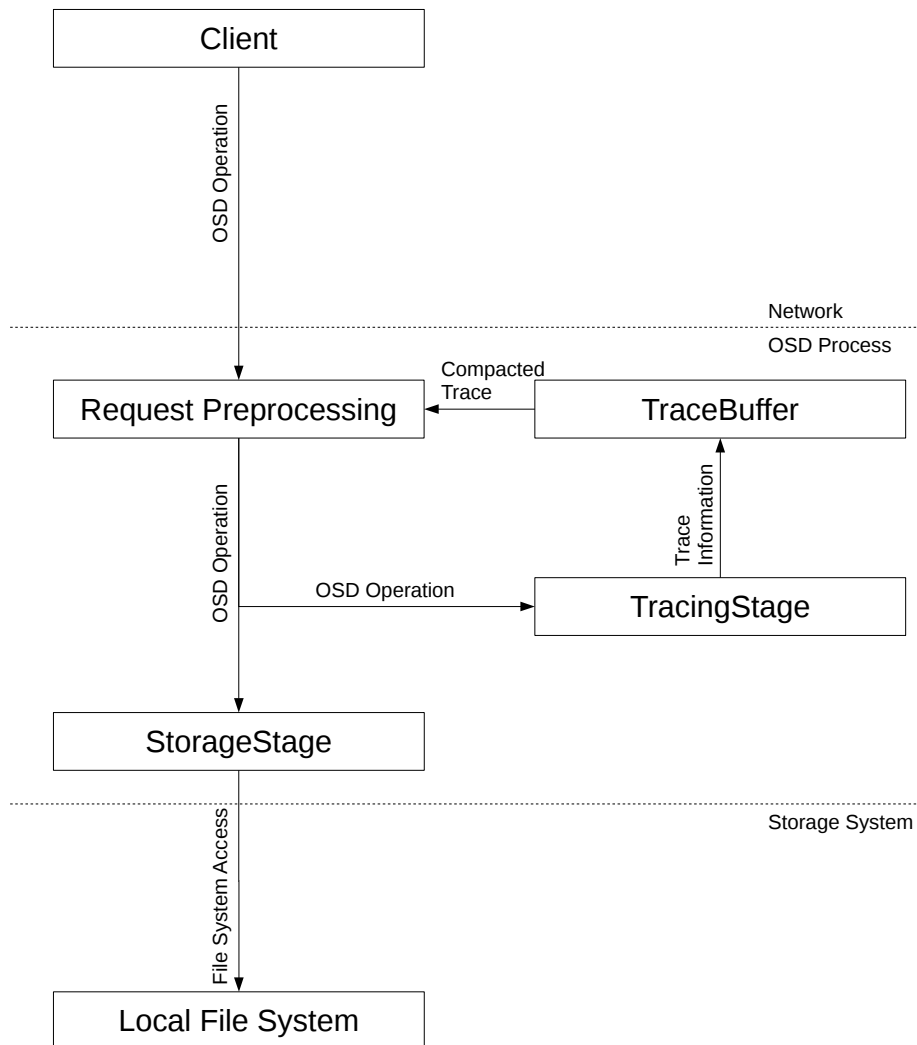 Client
OSD Operation
Network
OSD Process
Compacted
Trace
Request Preprocessing
TraceBuffer
OSD Operation
Trace
Information
OSD Operation
TracingStage
StorageStage
Storage System
File System Access
Local File System